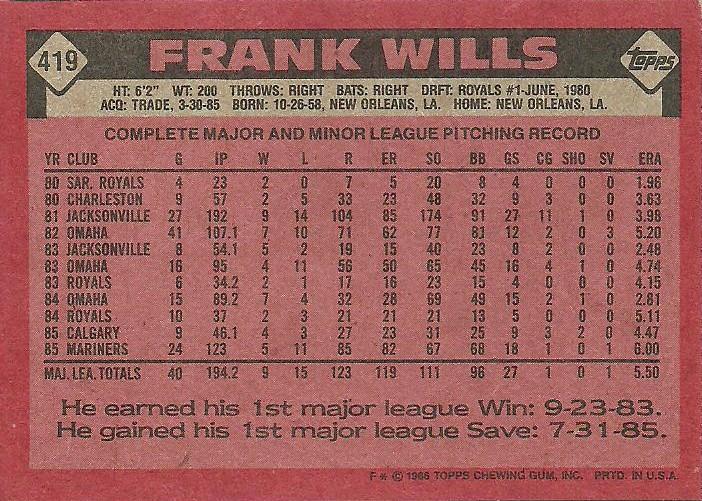 419
FRANK WILLS
TOPPS
HT: 6'2" WT: 200 THROWS: RIGHT BATS: RIGHT DRFT: ROYALS #1-JUNE, 1980
ACQ: TRADE, 3-30-85 BORN: 10-26-58, NEW ORLEANS, LA. HOME: NEW ORLEANS, LA.
COMPLETE MAJOR AND MINOR LEAGUE PITCHING RECORD
YR CLUB G IP W L R ER SO BB GS CG SHO SV ERA
80 SAR. ROYALS 4 23 2 0 7 5 20 8 4 0 0 0 1.96
80 CHARLESTON 9 57 2 5 33 23 48 32 9 3 0 0 3.63
81 JACKSONVILLE 27 192 9 14 104 85 174 91 27 11 1 0 3.98
82 OMAHA 41 107.1 7 10 71 62 77 81 12 2 0 3 5.20
83 JACKSONVILLE 8 54.1 5 2 19 15 40 23 8 2 0 0 2.48
83 OMAHA 16 95 4 11 56 50 65 45 16 4 1 0 4.74
83 ROYALS 6 34.2 2 1 17 16 23 15 4 0 0 0 4.15
84 OMAHA 15 89.2 7 4 32 28 69 49 15 2 1 0 2.81
84 ROYALS 10 37 2 3 21 21 21 13 5 0 0 0 5.11
85 CALGARY 9 46.1 4 3 27 23 31 25 9 3 2 0 4.47
85 MARINERS 24 123 5 11 85 82 67 68 18 1 0 1 6.00
MAJ. LEA. TOTALS 40 194.2 9 15 123 119 111 96 27 1 0 1 5.50
He earned his 1st major league Win: 9-23-83.
He gained his 1st major league Save: 7-31-85.
F * © 1986 TOPPS CHEWING GUM, INC. PRTD. IN U.S.A.